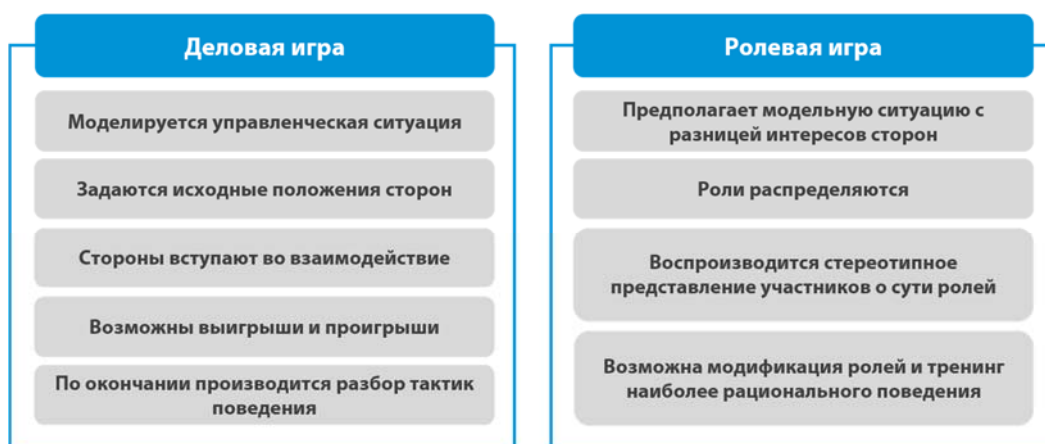 Деловая игра
Моделируется управленческая ситуация
Задаются исходные положения сторон
Стороны вступают во взаимодействие
Возможны выигрыши и проигрыши
По окончании производится разбор тактик
поведения
Ролевая игра
Предполагает модельную ситуацию с
разницей интересов сторон
Роли распределяются
Воспроизводится стереотипное
представление участников о сути ролей
Возможна модификация ролей и тренинг
наиболее рационального поведения